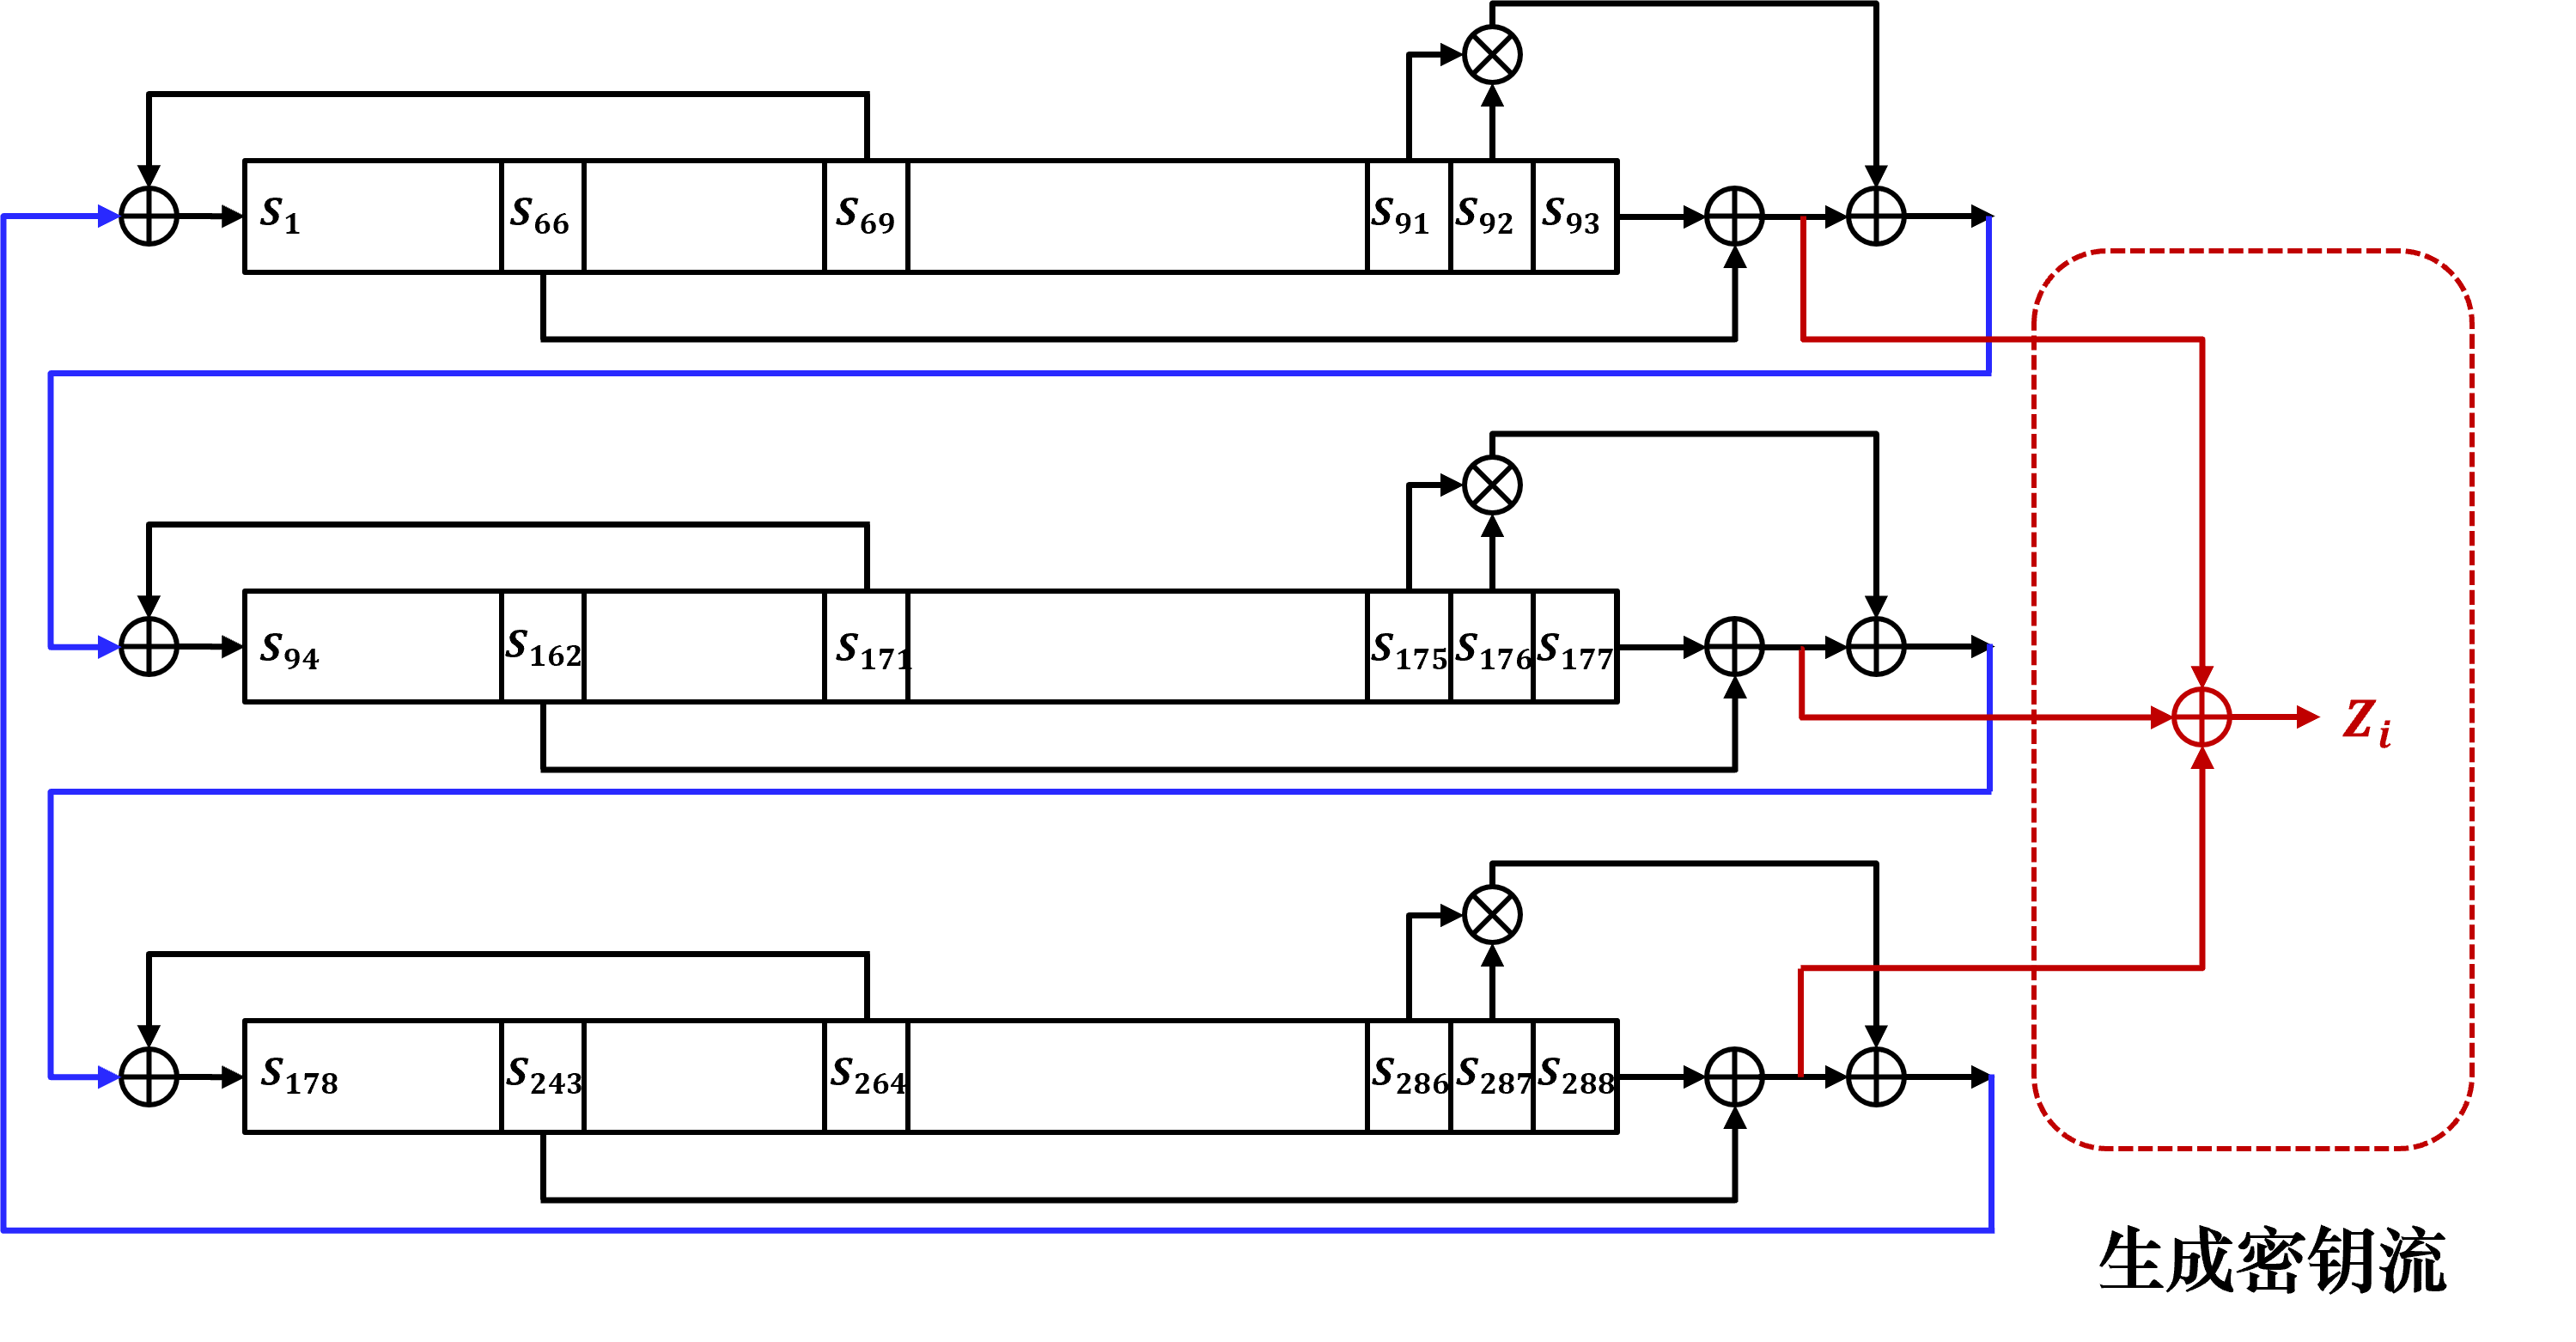 S₁ S₆₆ S₆₉ S₉₁ S₉₂ S₉₃
S₉₄ S₁₆₂ S₁₇₁ S₁₇₅ S₁₇₆ S₁₇₇
Z_i
S₁₇₈ S₂₄₃ S₂₆₄ S₂₈₆ S₂₈₇ S₂₈₈
生成密钥流